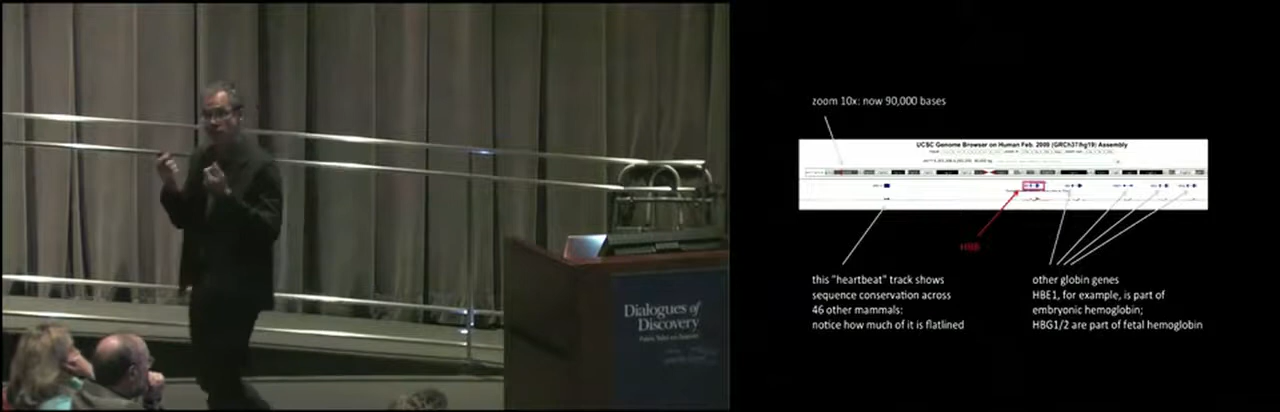 Dialogues of
Discovery
zoom 10x: now 90,000 bases
UCSC Genome Browser on Human Feb. 2009 (GRCh37/hg19) Assembly
HBB
this "heartbeat" track shows
sequence conservation across
46 other mammals:
notice how much of it is flatlined
other globin genes
HBE1, for example, is part of
embryonic hemoglobin;
HBG1/2 are part of fetal hemoglobin